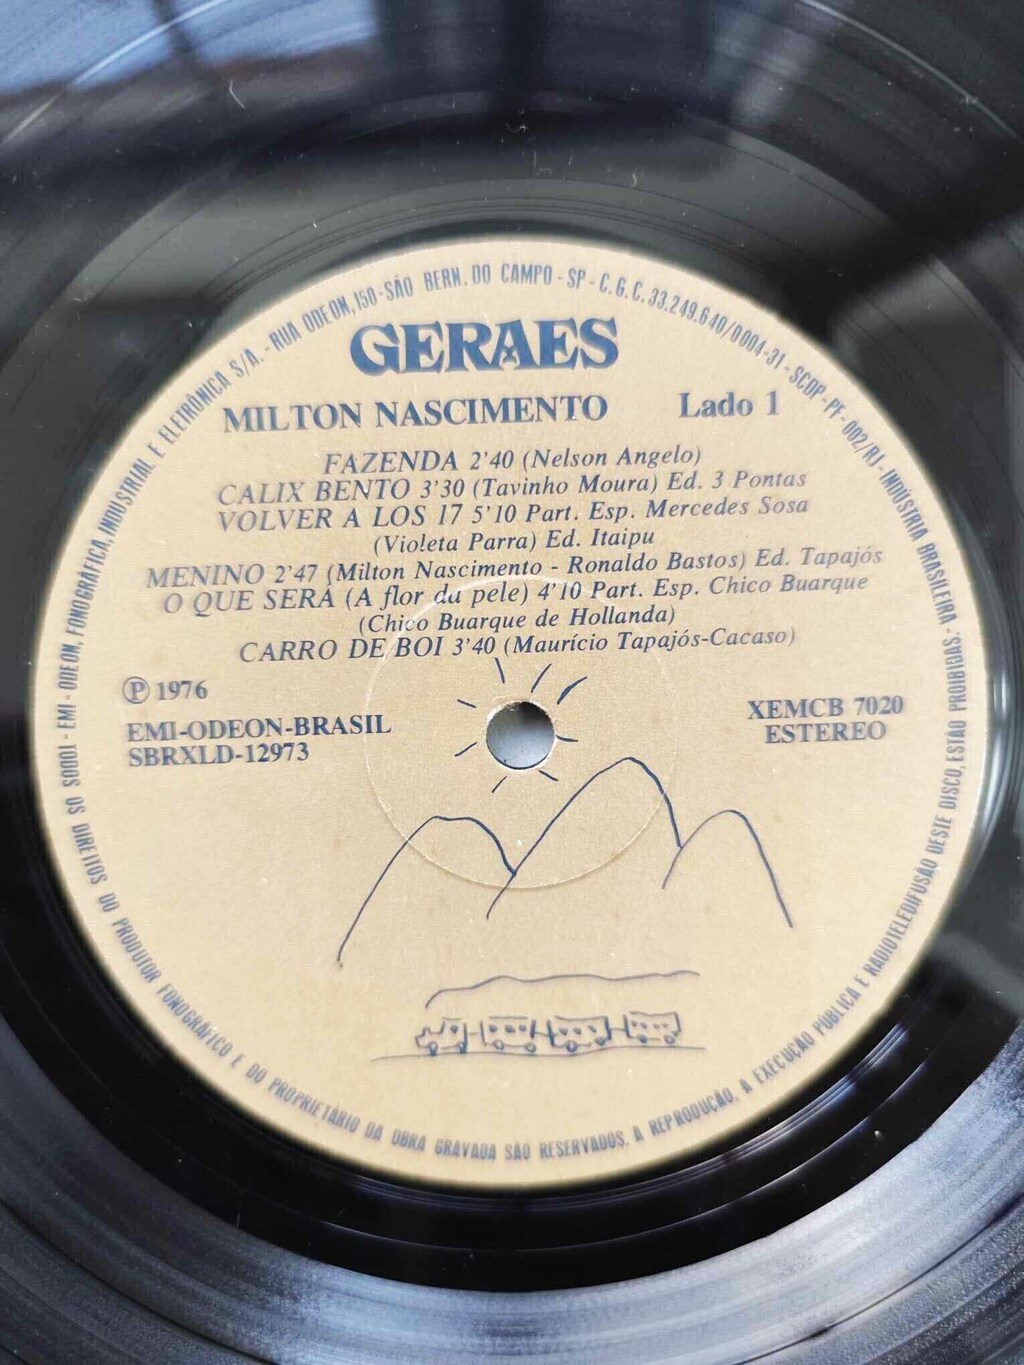 GERAES
MILTON NASCIMENTO Lado 1
FAZENDA 2'40 (Nelson Angelo)
CALIX BENTO 3'30 (Tavinho Moura) Ed. 3 Pontas
VOLVER A LOS 17 5'10 Part. Esp. Mercedes Sosa
(Violeta Parra) Ed. Itaipu
MENINO 2'47 (Milton Nascimento - Ronaldo Bastos) Ed. Tapajós
O QUE SERÁ (A flor da pele) 4'10 Part. Esp. Chico Buarque
(Chico Buarque de Hollanda)
CARRO DE BOI 3'40 (Maurício Tapajós-Cacaso)
Ⓟ 1976
EMI-ODEON-BRASIL
SBRXLD-12973
XEMCB 7020
ESTEREO
EMI - ODEON, FONOGRÁFICA, INDUSTRIAL E ELETRÔNICA S/A. - RUA ODEON, 150 - SÃO BERN. DO CAMPO - SP - C.G.C. 33.249.640/0004-31 - SCDP-PF-002/RJ - INDÚSTRIA BRASILEIRA -
TODOS OS DIREITOS DO PRODUTOR FONOGRÁFICO E DO PROPRIETÁRIO DA OBRA GRAVADA SÃO RESERVADOS. A REPRODUÇÃO, A EXECUÇÃO PÚBLICA E RADIOTELEDIFUSÃO DESTE DISCO, ESTÃO PROIBIDAS.